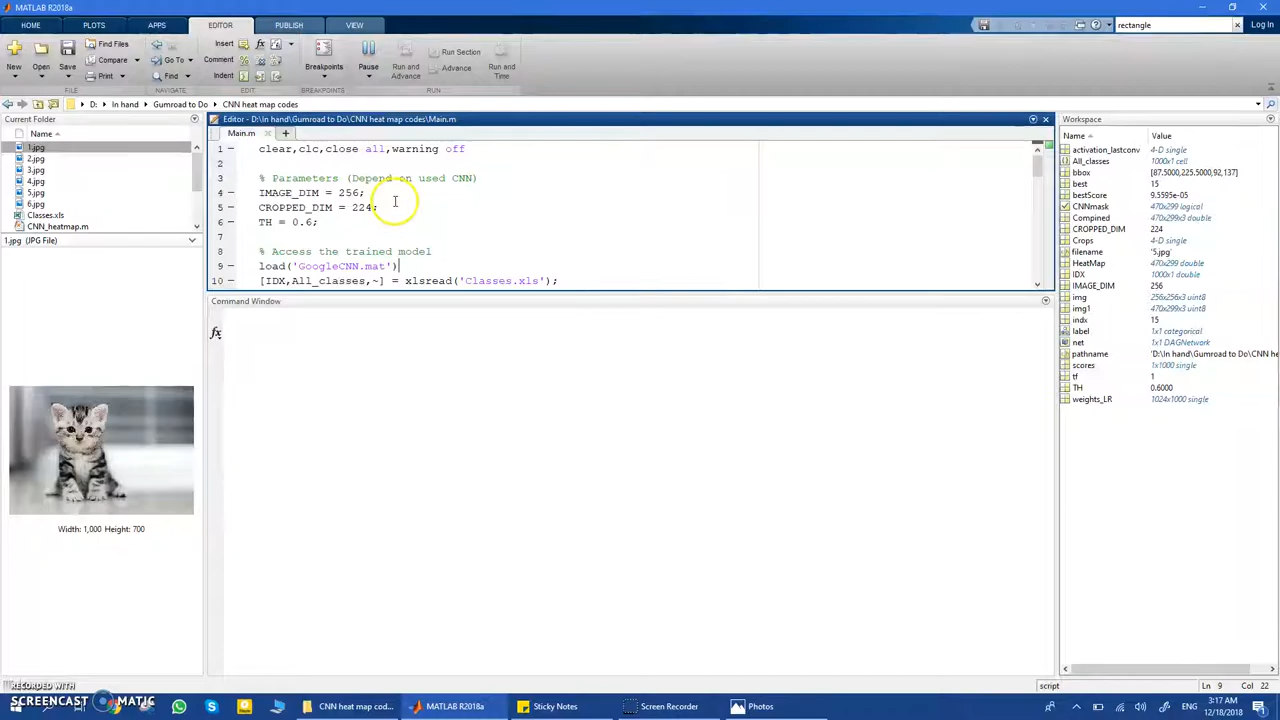 MATLAB R2018a
HOME PLOTS APPS EDITOR PUBLISH VIEW
rectangle
Log In
New Open Save
Find Files
Compare
Print
Go To
Find
Insert
Comment
Indent
Breakpoints
Pause
Run and Advance
Run Section
Advance
Run and Time
FILE NAVIGATE EDIT BREAKPOINTS RUN
D: In hand Gumroad to Do CNN heat map codes
Current Folder
Name
1.jpg
2.jpg
3.jpg
4.jpg
5.jpg
6.jpg
Classes.xls
CNN_heatmap.m
1.jpg (JPG File)
Width: 1,000 Height: 700
Editor - D:\In hand\Gumroad to Do\CNN heat map codes\Main.m
Main.m
1 clear,clc,close all,warning off
2
3 % Parameters (Depend on used CNN)
4 IMAGE_DIM = 256;
5 CROPPED_DIM = 224;
6 TH = 0.6;
7
8 % Access the trained model
9 load('GoogleCNN.mat')
10 [IDX,All_classes,~] = xlsread('Classes.xls');
Command Window
fx
Workspace
Name Value
activation_lastconv 4-D single
All_classes 1000x1 cell
bbox [87.5000,225.5000,92,137]
best 15
bestScore 9.5595e-05
CNNmask 470x299 logical
Compined 470x299x3 double
CROPPED_DIM 224
Crops 4-D single
filename '5.jpg'
HeatMap 470x299 double
IDX 1000x1 double
IMAGE_DIM 256
img 256x256x3 uint8
img1 470x299x3 uint8
indx 15
label 1x1 categorical
net 1x1 DAGNetwork
pathname 'D:\In hand\Gumroad to Do\CNN he
scores 1x1000 single
tf 1
TH 0.6000
weights_LR 1024x1000 single
script Ln 9 Col 22
RECORDED WITH
SCREENCAST MATIC
CNN heat map cod... MATLAB R2018a Sticky Notes Screen Recorder Photos
ENG
3:17 AM
12/18/2018